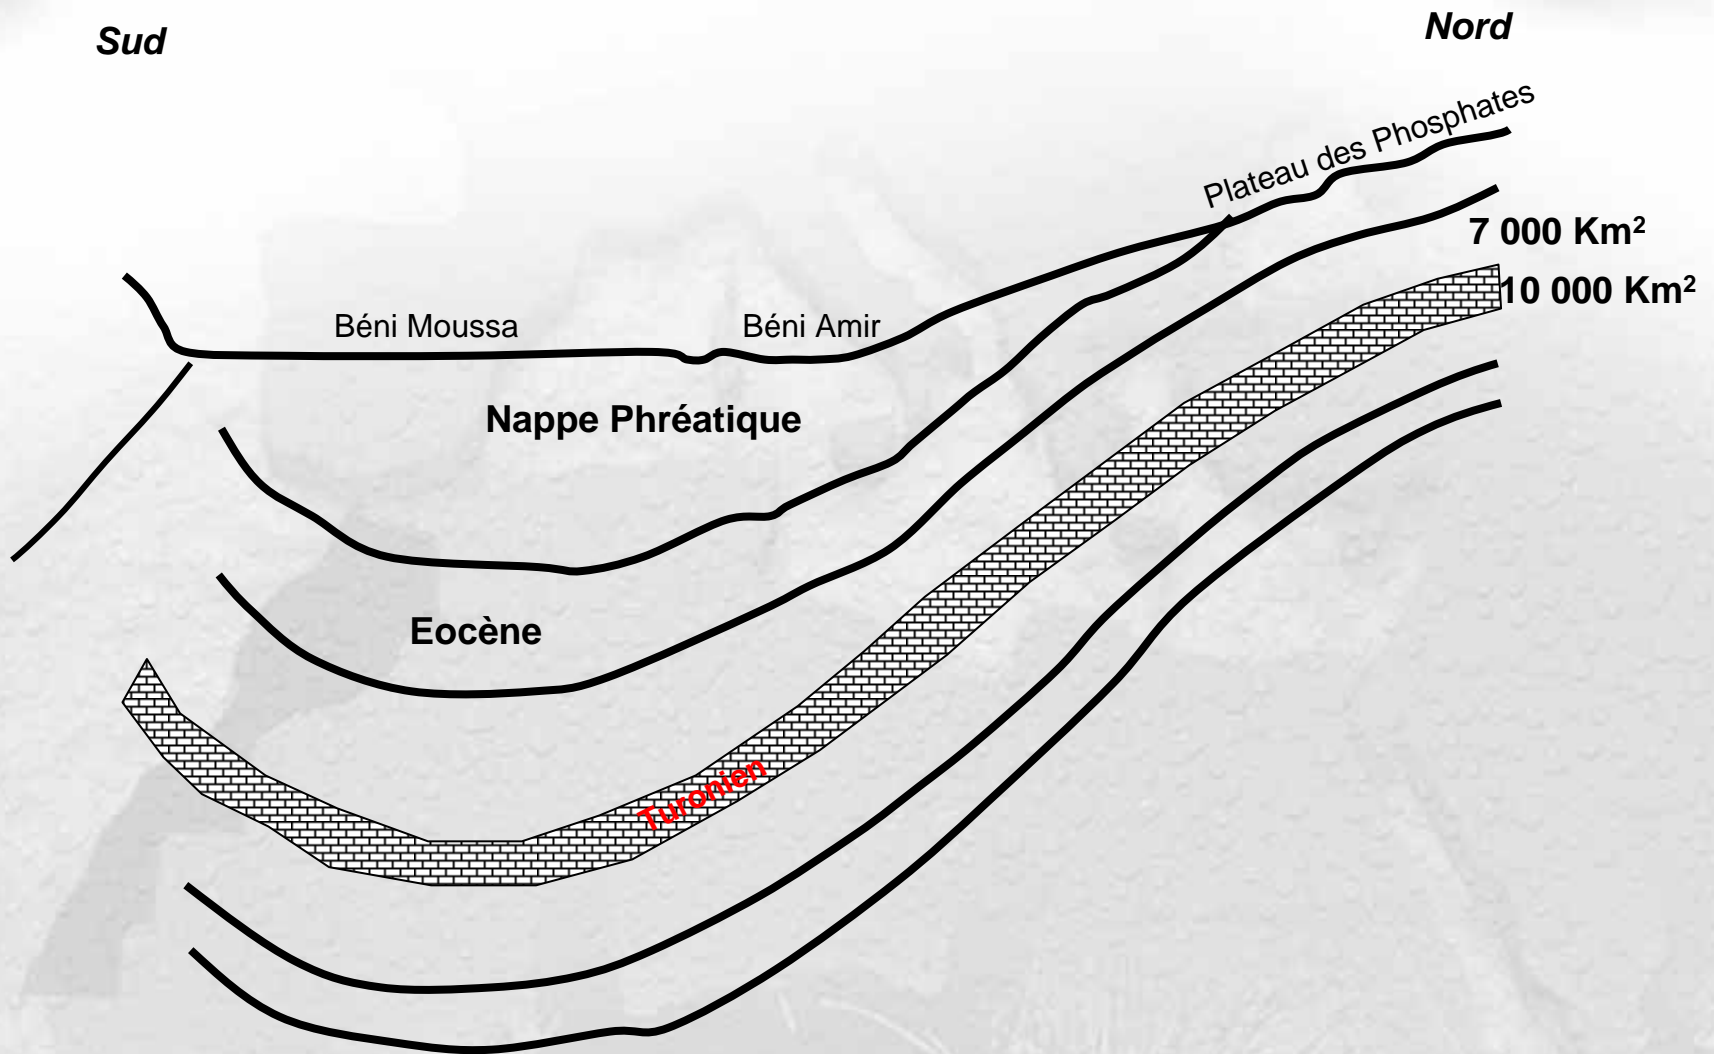 Sud
Nord
Plateau des Phosphates
7 000 Km²
10 000 Km²
Béni Moussa
Béni Amir
Nappe Phréatique
Eocène
Turonien